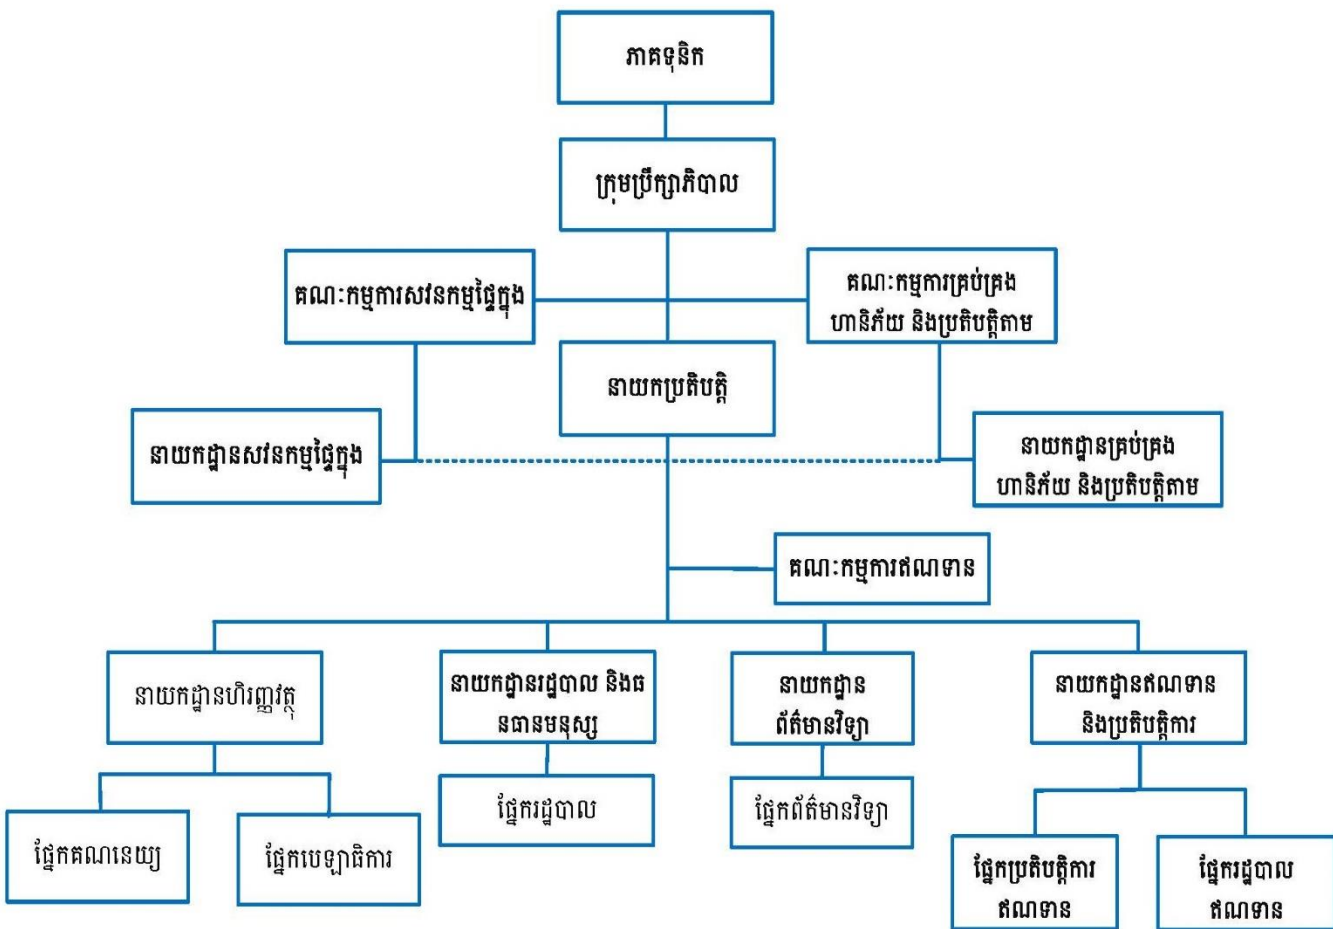 ភាគទុនិក
ក្រុមប្រឹក្សាភិបាល
គណៈកម្មការសវនកម្មផ្ទៃក្នុង
គណៈកម្មការគ្រប់គ្រង
ហានិភ័យ និងប្រតិបត្តិតាម
នាយកប្រតិបត្តិ
នាយកដ្ឋានសវនកម្មផ្ទៃក្នុង
នាយកដ្ឋានគ្រប់គ្រង
ហានិភ័យ និងប្រតិបត្តិតាម
គណៈកម្មការឥណទាន
នាយកដ្ឋានហិរញ្ញវត្ថុ
នាយកដ្ឋានរដ្ឋបាល និងធ
នធានមនុស្ស
នាយកដ្ឋាន
ព័ត៌មានវិទ្យា
នាយកដ្ឋានឥណទាន
និងប្រតិបត្តិការ
ផ្នែកគណនេយ្យ
ផ្នែកបេឡាធិការ
ផ្នែករដ្ឋបាល
ផ្នែកព័ត៌មានវិទ្យា
ផ្នែកប្រតិបត្តិការ
ឥណទាន
ផ្នែករដ្ឋបាល
ឥណទាន